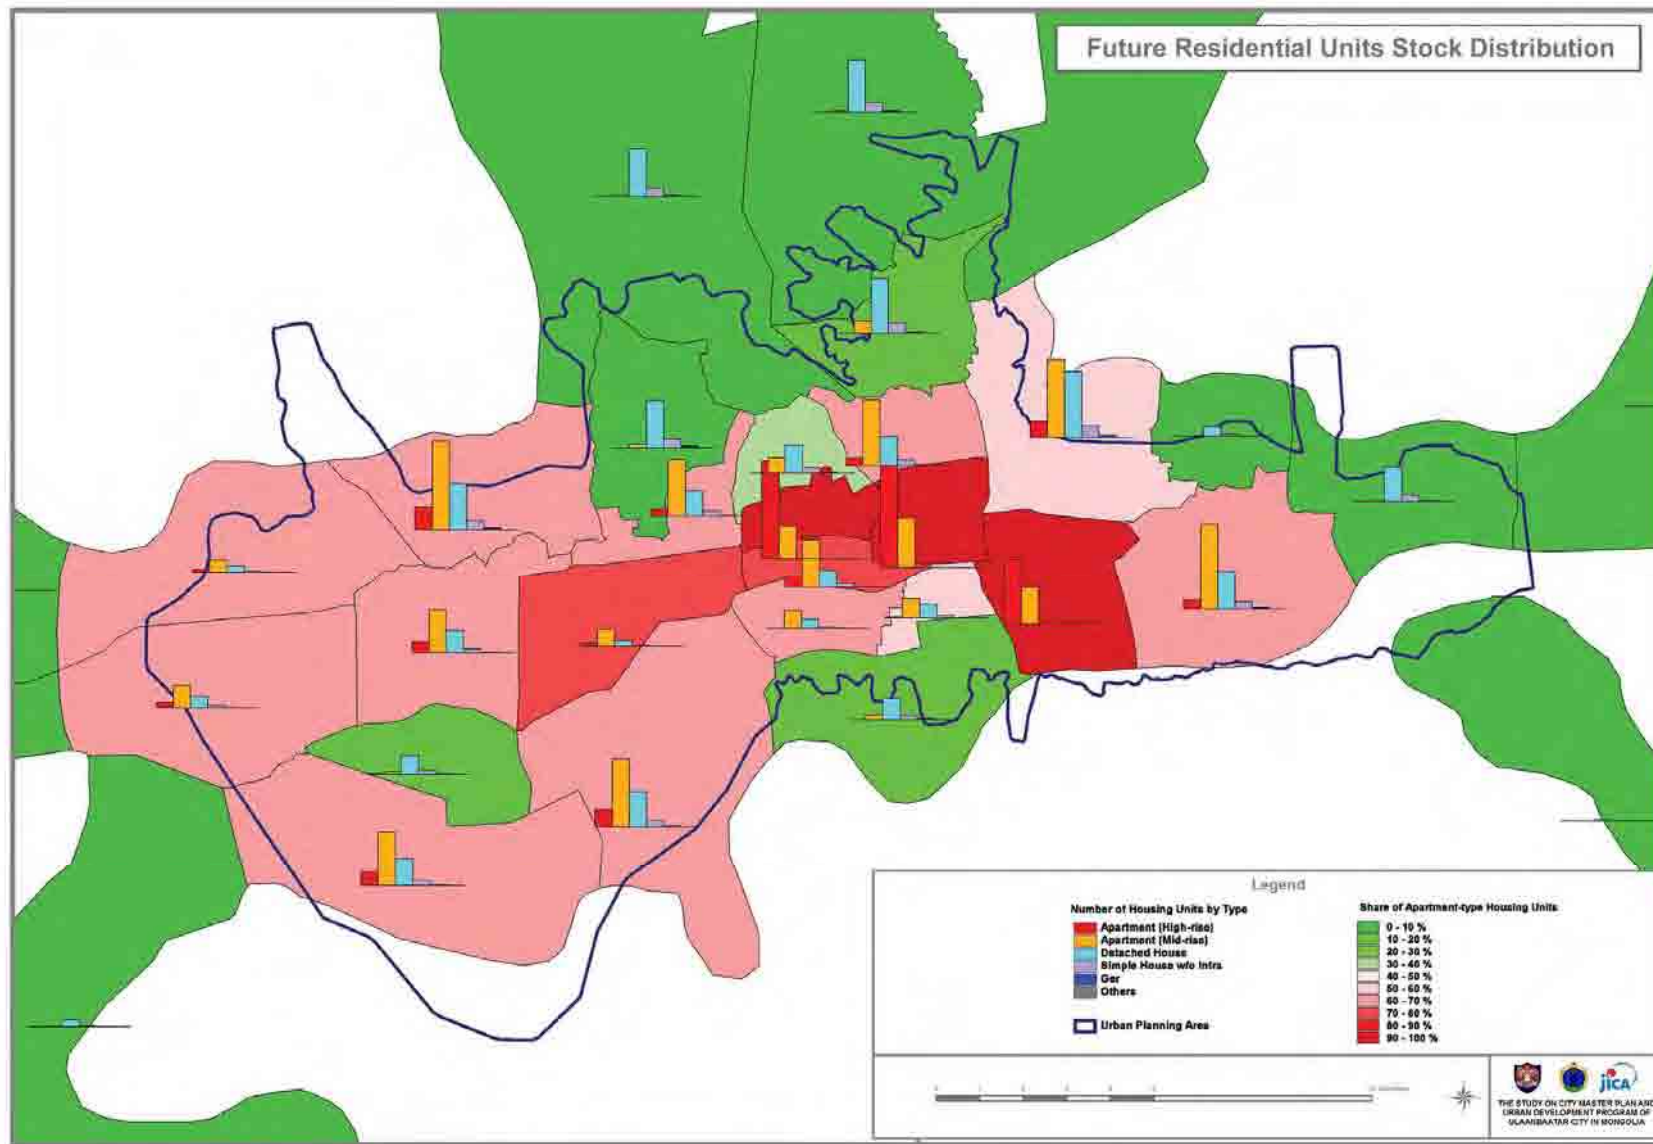 Future Residential Units Stock Distribution
Legend
Number of Housing Units by Type
Apartment (High-rise)
Apartment (Mid-rise)
Detached House
Simple House w/o Infra
Ger
Others
Urban Planning Area
Share of Apartment-type Housing Units
0 - 10 %
10 - 20 %
20 - 30 %
30 - 40 %
40 - 50 %
50 - 60 %
60 - 70 %
70 - 80 %
80 - 90 %
90 - 100 %
jICA
THE STUDY ON CITY MASTER PLAN AND
URBAN DEVELOPMENT PROGRAM OF
ULAANBAATAR CITY IN MONGOLIA